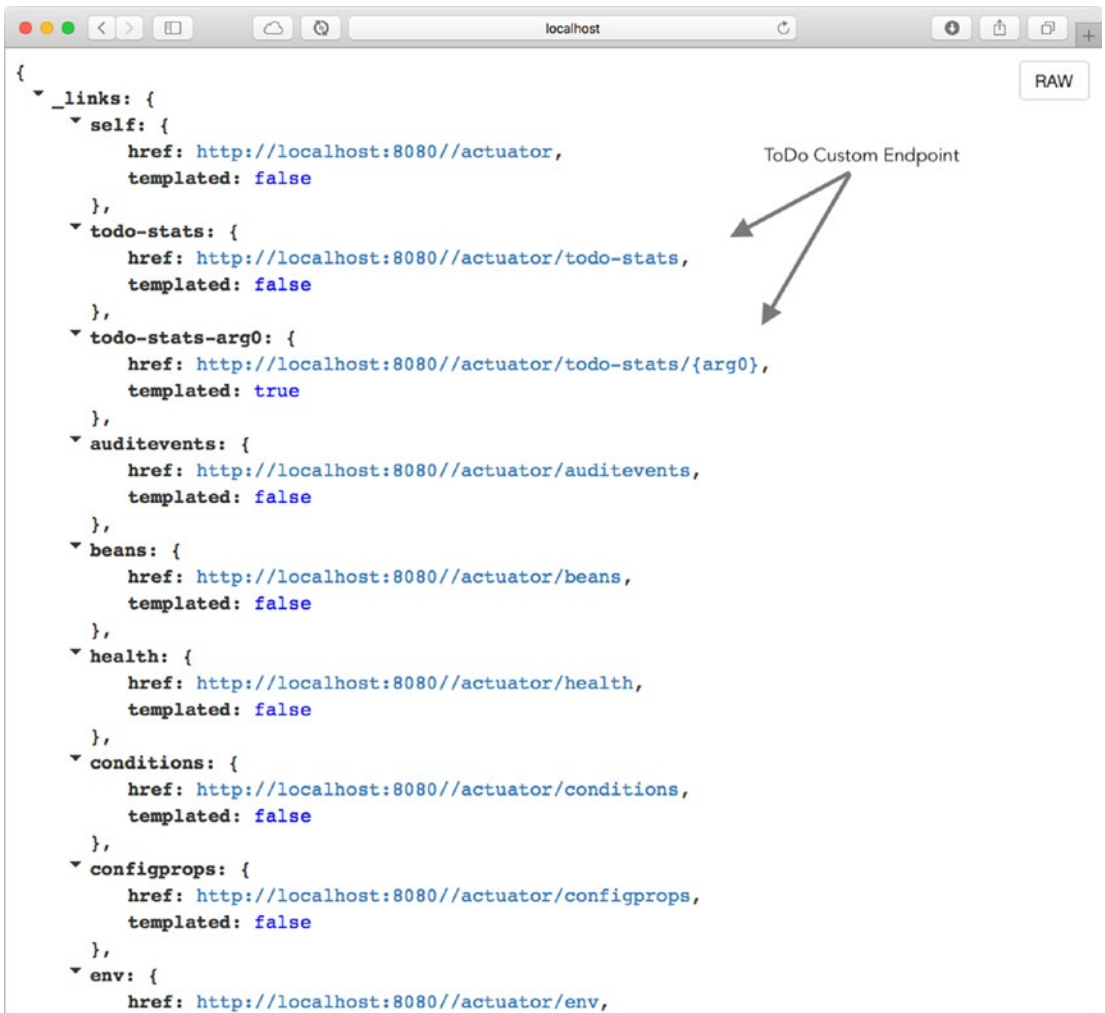 localhost
RAW
{
_links: {
self: {
href: http://localhost:8080//actuator,
templated: false
},
ToDo Custom Endpoint
todo-stats: {
href: http://localhost:8080//actuator/todo-stats,
templated: false
},
todo-stats-arg0: {
href: http://localhost:8080//actuator/todo-stats/{arg0},
templated: true
},
auditevents: {
href: http://localhost:8080//actuator/auditevents,
templated: false
},
beans: {
href: http://localhost:8080//actuator/beans,
templated: false
},
health: {
href: http://localhost:8080//actuator/health,
templated: false
},
conditions: {
href: http://localhost:8080//actuator/conditions,
templated: false
},
configprops: {
href: http://localhost:8080//actuator/configprops,
templated: false
},
env: {
href: http://localhost:8080//actuator/env,